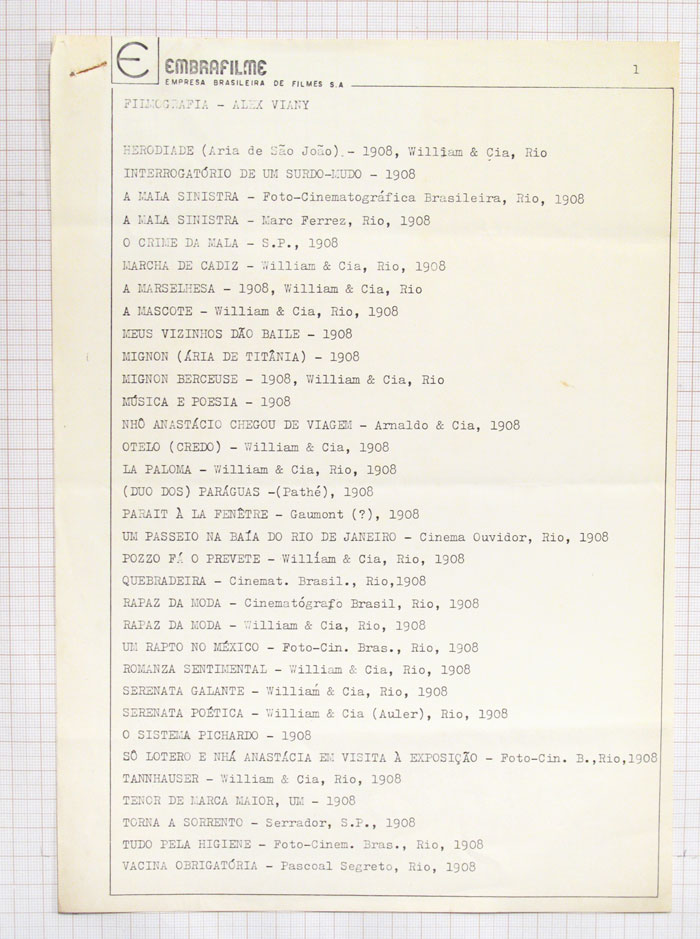 E EMBRAFILME
EMPRESA BRASILEIRA DE FILMES S.A
1
FILMOGRAFIA - ALEX VIANY
HERODIADE (Aria de São João).- 1908, William & Cia, Rio
INTERROGATÓRIO DE UM SURDO-MUDO - 1908
A MALA SINISTRA - Foto-Cinematográfica Brasileira, Rio, 1908
A MALA SINISTRA - Marc Ferrez, Rio, 1908
O CRIME DA MALA - S.P., 1908
MARCHA DE CADIZ - William & Cia, Rio, 1908
A MARSELHESA - 1908, William & Cia, Rio
A MASCOTE - William & Cia, Rio, 1908
MEUS VIZINHOS DÃO BAILE - 1908
MIGNON (ÁRIA DE TITÂNIA) - 1908
MIGNON BERCEUSE - 1908, William & Cia, Rio
MÚSICA E POESIA - 1908
NHÔ ANASTÁCIO CHEGOU DE VIAGEM - Arnaldo & Cia, 1908
OTELO (CREDO) - William & Cia, 1908
LA PALOMA - William & Cia, Rio, 1908
(DUO DOS) PARÁGUAS -(Pathé), 1908
PARAIT À LA FENÊTRE - Gaumont (?), 1908
UM PASSEIO NA BAÍA DO RIO DE JANEIRO - Cinema Ouvidor, Rio, 1908
POZZO FÁ O PREVETE - William & Cia, Rio, 1908
QUEBRADEIRA - Cinemat. Brasil., Rio,1908
RAPAZ DA MODA - Cinematógrafo Brasil, Rio, 1908
RAPAZ DA MODA - William & Cia, Rio, 1908
UM RAPTO NO MÉXICO - Foto-Cin. Bras., Rio, 1908
ROMANZA SENTIMENTAL - William & Cia, Rio, 1908
SERENATA GALANTE - William & Cia, Rio, 1908
SERENATA POÉTICA - William & Cia (Auler), Rio, 1908
O SISTEMA PICHARDO - 1908
SÔ LOTERO E NHÁ ANASTÁCIA EM VISITA À EXPOSIÇÃO - Foto-Cin. B.,Rio,1908
TANNHAUSER - William & Cia, Rio, 1908
TENOR DE MARCA MAIOR, UM - 1908
TORNA A SORRENTO - Serrador, S.P., 1908
TUDO PELA HIGIENE - Foto-Cinem. Bras., Rio, 1908
VACINA OBRIGATÓRIA - Pascoal Segreto, Rio, 1908